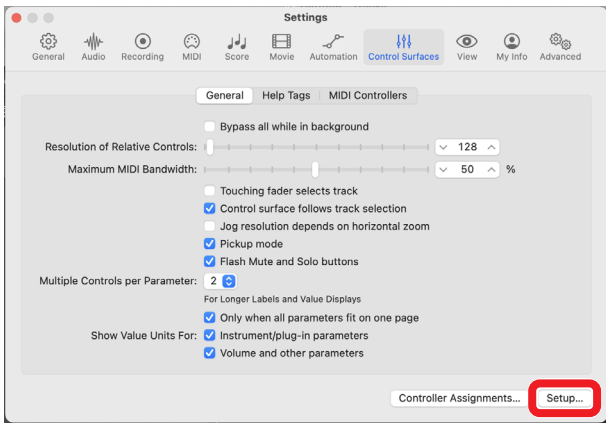 Settings
General Audio Recording MIDI Score Movie Automation Control Surfaces View My Info Advanced
General Help Tags MIDI Controllers
Bypass all while in background
Resolution of Relative Controls: 128
Maximum MIDI Bandwidth: 50 %
Touching fader selects track
Control surface follows track selection
Jog resolution depends on horizontal zoom
Pickup mode
Flash Mute and Solo buttons
Multiple Controls per Parameter: 2
For Longer Labels and Value Displays
Only when all parameters fit on one page
Show Value Units For: Instrument/plug-in parameters
Volume and other parameters
Controller Assignments... Setup...